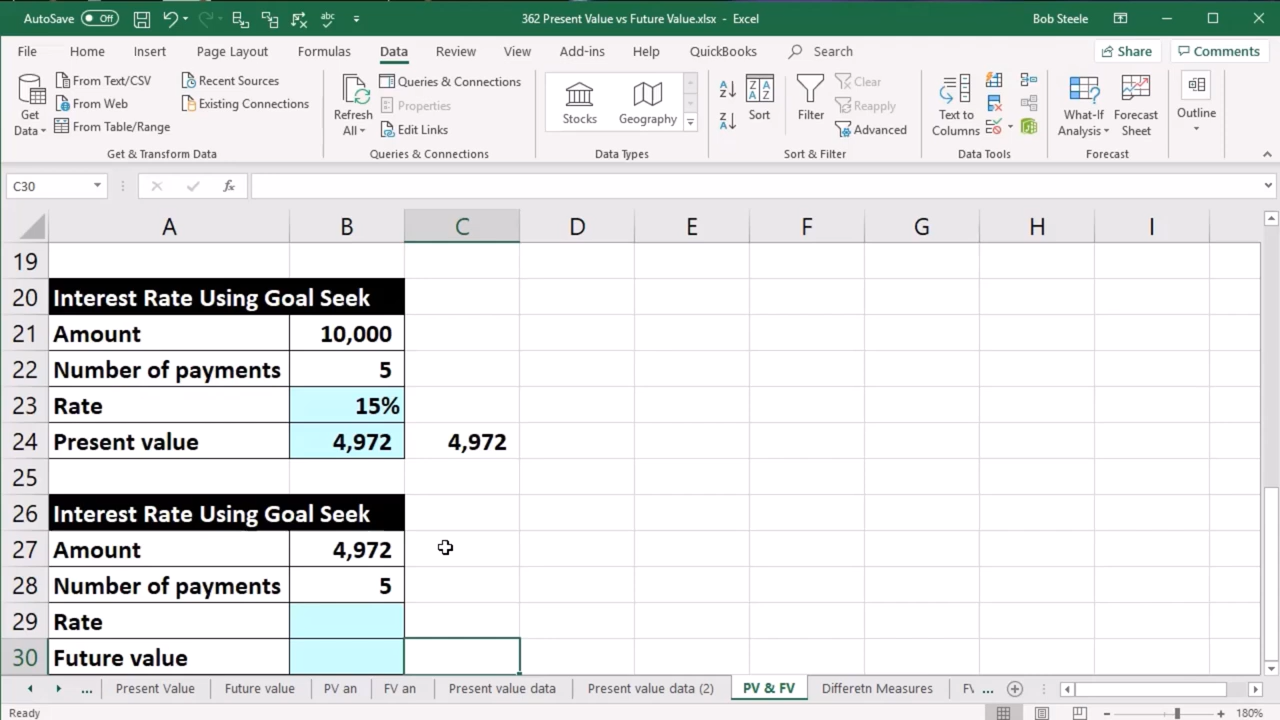 AutoSave Off 362 Present Value vs Future Value.xlsx - Excel Bob Steele
File Home Insert Page Layout Formulas Data Review View Add-ins Help QuickBooks Search Share Comments
Get Data
From Text/CSV
From Web
From Table/Range
Recent Sources
Existing Connections
Get & Transform Data
Refresh All
Queries & Connections
Properties
Edit Links
Queries & Connections
Stocks Geography
Data Types
Sort
Filter
Clear
Reapply
Advanced
Sort & Filter
Text to Columns
Data Tools
What-If Analysis
Forecast Sheet
Forecast
Outline
C30 fx
A B C D E F G H I
19
20 Interest Rate Using Goal Seek
21 Amount 10,000
22 Number of payments 5
23 Rate 15%
24 Present value 4,972 4,972
25
26 Interest Rate Using Goal Seek
27 Amount 4,972
28 Number of payments 5
29 Rate
30 Future value
... Present Value Future value PV an FV an Present value data Present value data (2) PV & FV Differetn Measures FV ...
Ready 180%